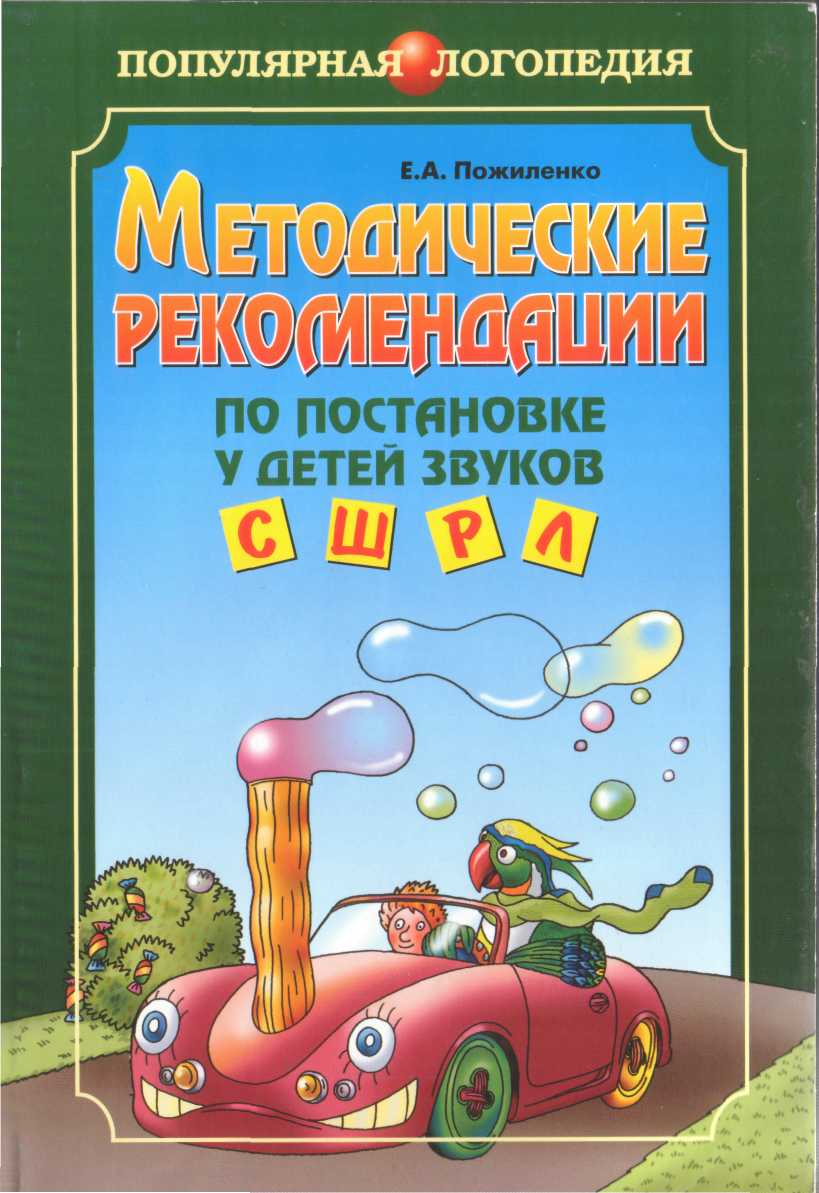 ПОПУЛЯРНАЯ ЛОГОПЕДИЯ
Е.А. Пожиленко
МЕТОДИЧЕСКИЕ
РЕКОМЕНДАЦИИ
ПО ПОСТАНОВКЕ
У ДЕТЕЙ ЗВУКОВ
С Ш Р Л